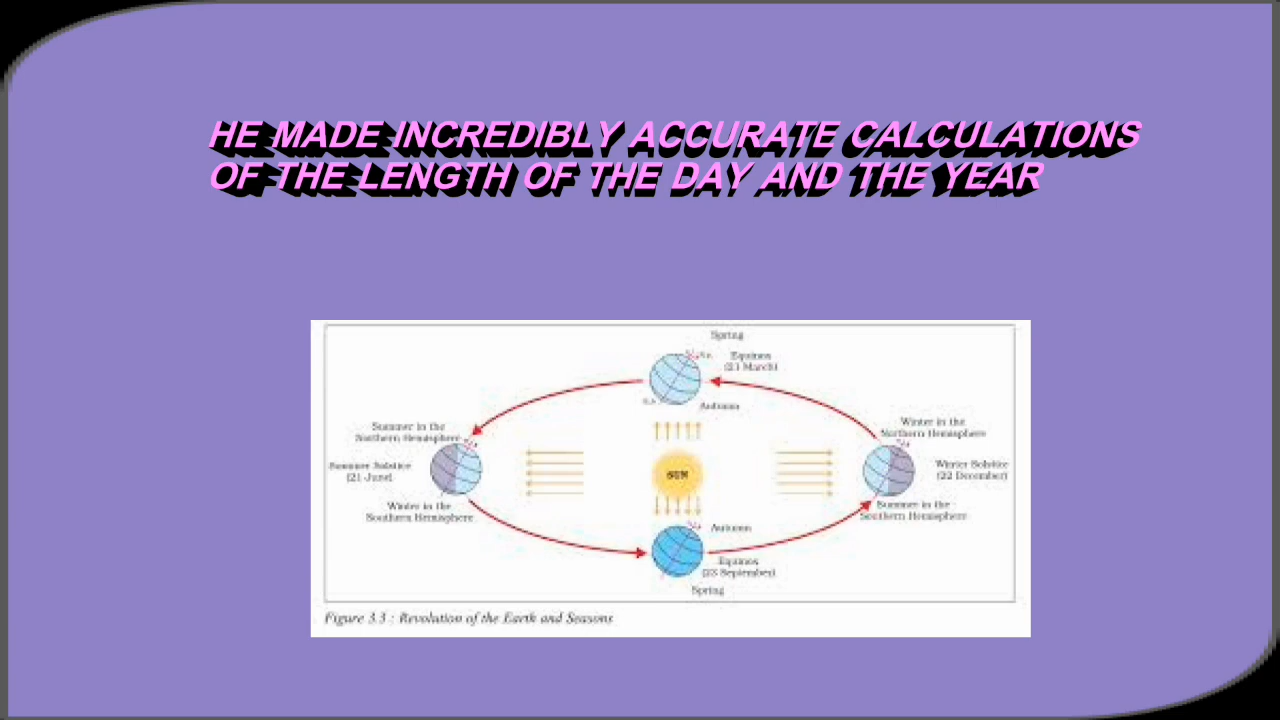 HE MADE INCREDIBLY ACCURATE CALCULATIONS
OF THE LENGTH OF THE DAY AND THE YEAR
Spring
Equinox
(21 March)
Autumn
Summer in the
Northern Hemisphere
Winter in the
Northern Hemisphere
Summer Solstice
(21 June)
SUN
Winter Solstice
(22 December)
Winter in the
Southern Hemisphere
Summer in the
Southern Hemisphere
Autumn
Equinox
(23 September)
Spring
Figure 3.3 : Revolution of the Earth and Seasons